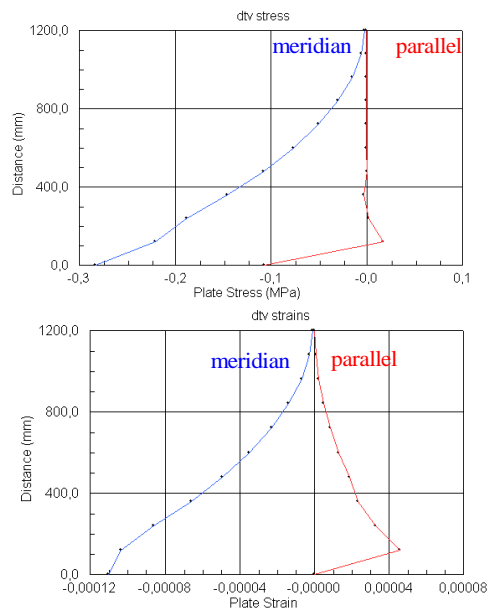 dtv stress
1200,0
meridian
parallel
800,0
Distance (mm)
400,0
0,0
-0,3
-0,2
-0,1
-0,0
0,1
Plate Stress (MPa)
dtv strains
1200,0
meridian
parallel
800,0
Distance (mm)
400,0
0,0
-0,00012
-0,00008
-0,00004
-0,00000
0,00004
0,00008
Plate Strain